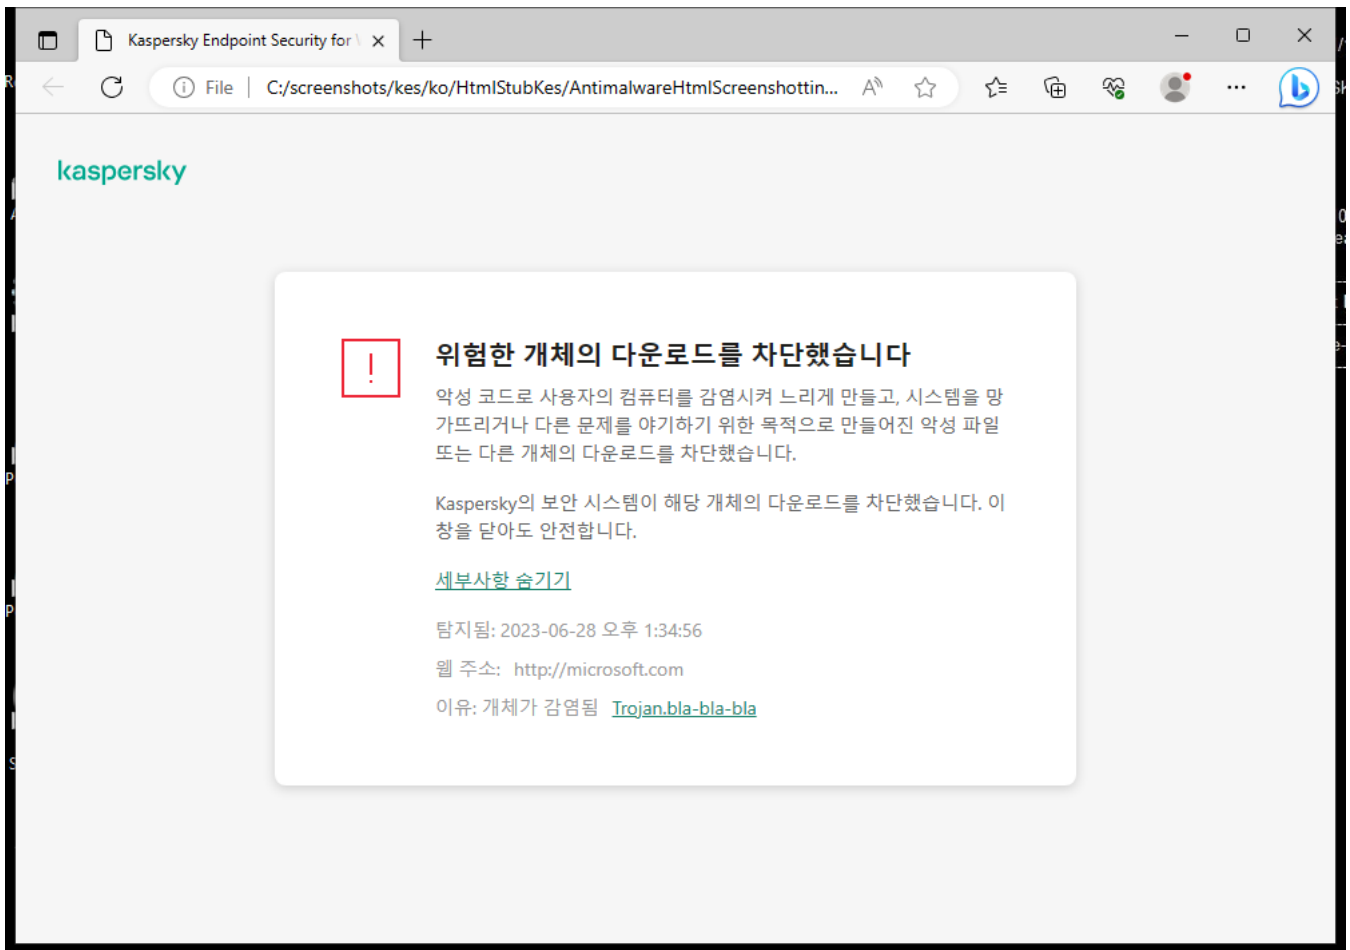 Kaspersky Endpoint Security for
File
C:/screenshots/kes/ko/HtmlStubKes/AntimalwareHtmlScreenshottin...
kaspersky
위험한 개체의 다운로드를 차단했습니다
악성 코드로 사용자의 컴퓨터를 감염시켜 느리게 만들고, 시스템을 망
가뜨리거나 다른 문제를 야기하기 위한 목적으로 만들어진 악성 파일
또는 다른 개체의 다운로드를 차단했습니다.
Kaspersky의 보안 시스템이 해당 개체의 다운로드를 차단했습니다. 이
창을 닫아도 안전합니다.
세부사항 숨기기
탐지됨: 2023-06-28 오후 1:34:56
웹 주소: http://microsoft.com
이유: 개체가 감염됨 Trojan.bla-bla-bla